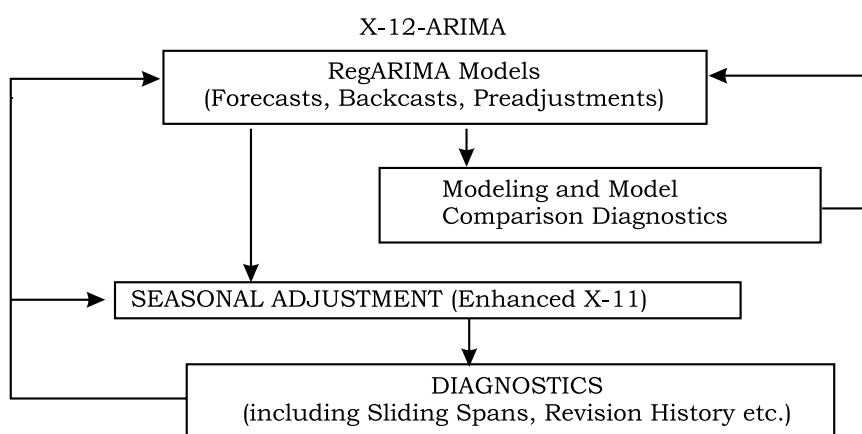 X-12-ARIMA
RegARIMA Models
(Forecasts, Backcasts, Preadjustments)
Modeling and Model
Comparison Diagnostics
SEASONAL ADJUSTMENT (Enhanced X-11)
DIAGNOSTICS
(including Sliding Spans, Revision History etc.)